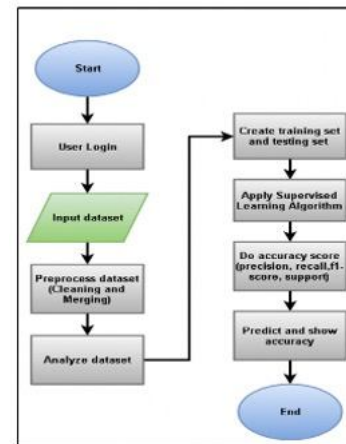 Start
User Login
Input dataset
Preprocess dataset
(Cleaning and
Merging)
Analyze dataset
Create training set
and testing set
Apply Supervised
Learning Algorithm
Do accuracy score
(precision, recall,f1-
score, support)
Predict and show
accuracy
End